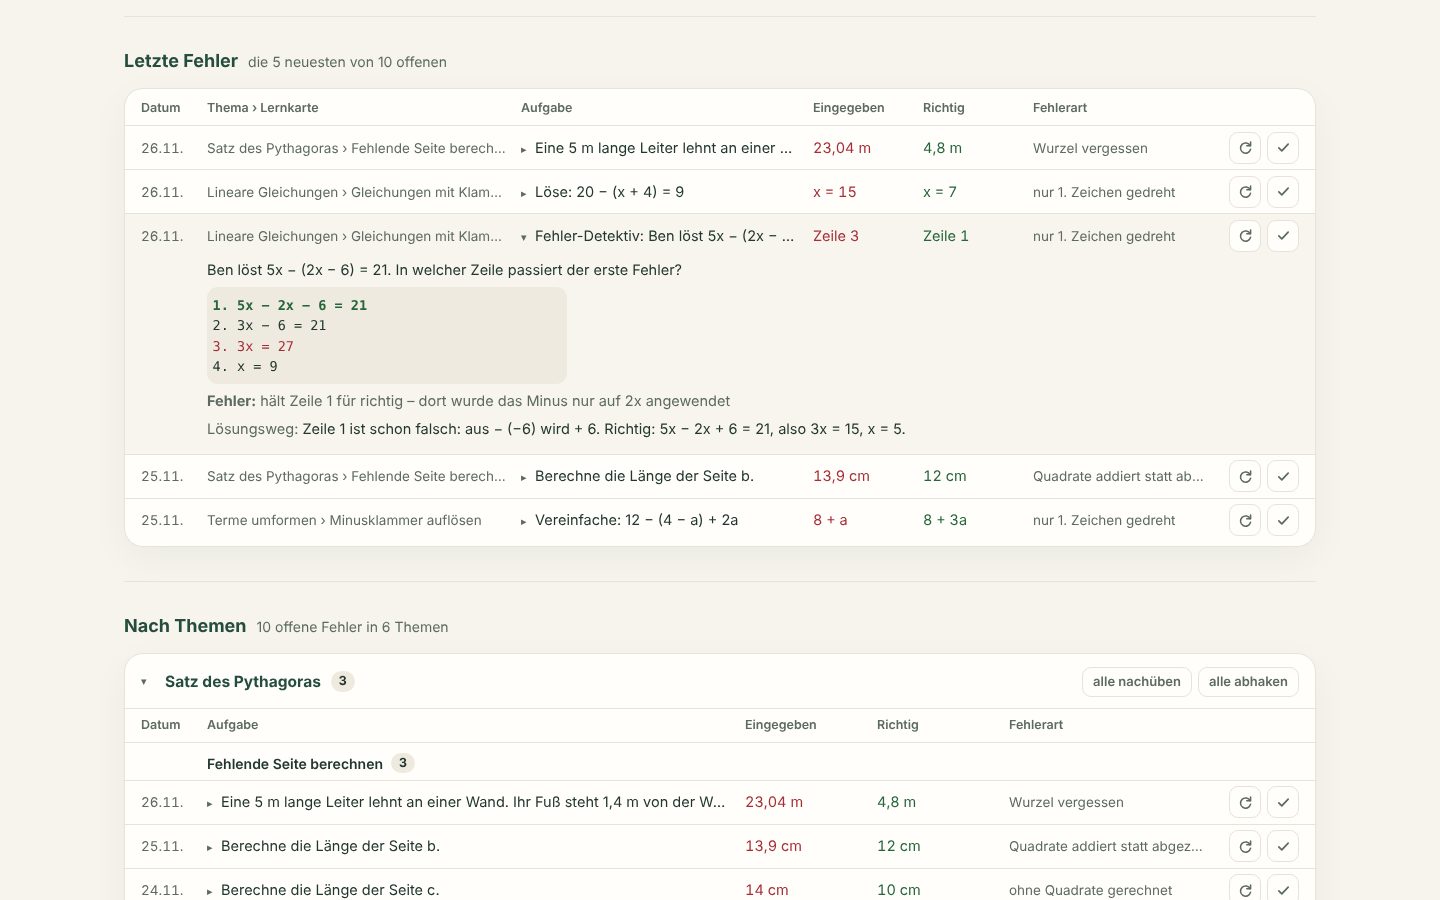 Letzte Fehler die 5 neuesten von 10 offenen
Datum Thema › Lernkarte Aufgabe Eingegeben Richtig Fehlerart
26.11. Satz des Pythagoras › Fehlende Seite berech... ▸ Eine 5 m lange Leiter lehnt an einer ... 23,04 m 4,8 m Wurzel vergessen
26.11. Lineare Gleichungen › Gleichungen mit Klam... ▸ Löse: 20 − (x + 4) = 9 x = 15 x = 7 nur 1. Zeichen gedreht
26.11. Lineare Gleichungen › Gleichungen mit Klam... ▾ Fehler-Detektiv: Ben löst 5x − (2x − ... Zeile 3 Zeile 1 nur 1. Zeichen gedreht
Ben löst 5x − (2x − 6) = 21. In welcher Zeile passiert der erste Fehler?
1. 5x − 2x − 6 = 21
2. 3x − 6 = 21
3. 3x = 27
4. x = 9
Fehler: hält Zeile 1 für richtig – dort wurde das Minus nur auf 2x angewendet
Lösungsweg: Zeile 1 ist schon falsch: aus − (−6) wird + 6. Richtig: 5x − 2x + 6 = 21, also 3x = 15, x = 5.
25.11. Satz des Pythagoras › Fehlende Seite berech... ▸ Berechne die Länge der Seite b. 13,9 cm 12 cm Quadrate addiert statt ab...
25.11. Terme umformen › Minusklammer auflösen ▸ Vereinfache: 12 − (4 − a) + 2a 8 + a 8 + 3a nur 1. Zeichen gedreht
Nach Themen 10 offene Fehler in 6 Themen
▾ Satz des Pythagoras 3 alle nachüben alle abhaken
Datum Aufgabe Eingegeben Richtig Fehlerart
Fehlende Seite berechnen 3
26.11. ▸ Eine 5 m lange Leiter lehnt an einer Wand. Ihr Fuß steht 1,4 m von der W... 23,04 m 4,8 m Wurzel vergessen
25.11. ▸ Berechne die Länge der Seite b. 13,9 cm 12 cm Quadrate addiert statt abgez...
24.11. ▸ Berechne die Länge der Seite c. 14 cm 10 cm ohne Quadrate gerechnet